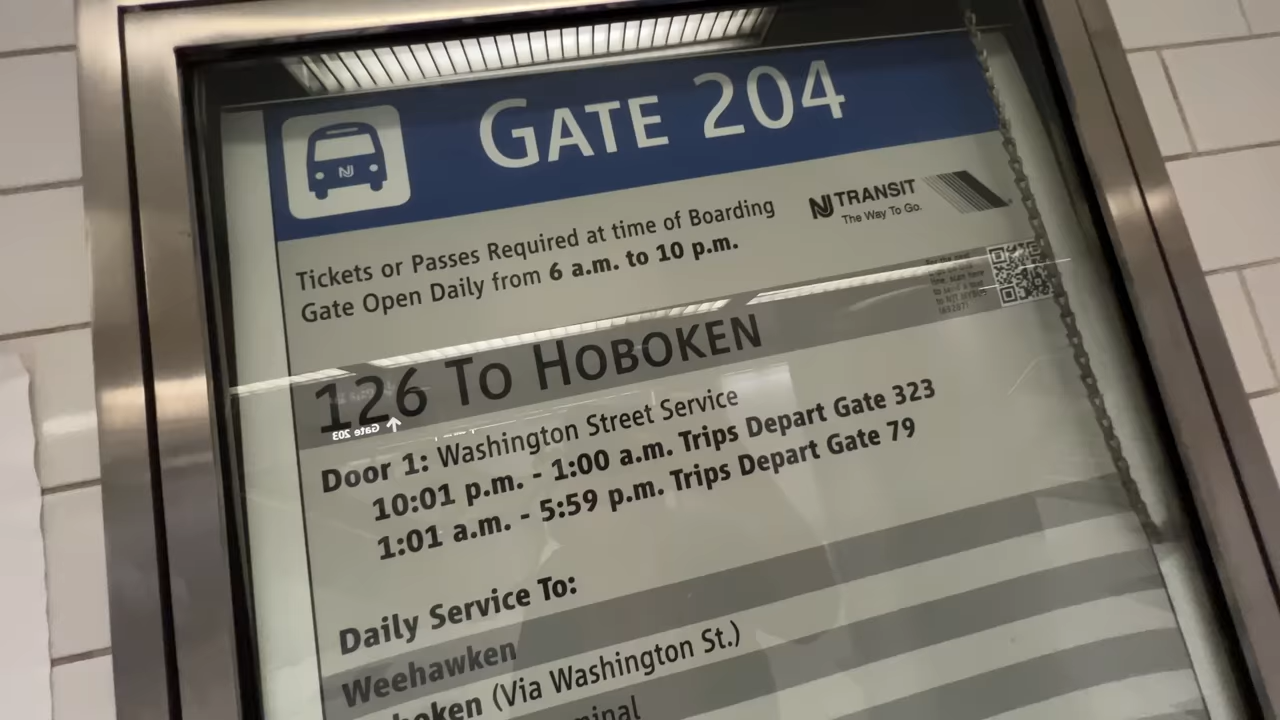 GATE 204
NJ
Tickets or Passes Required at time of Boarding
Gate Open Daily from 6 a.m. to 10 p.m.
NJ TRANSIT
The Way To Go.
126 To HOBOKEN
Gate 203
Door 1: Washington Street Service
10:01 p.m. - 1:00 a.m. Trips Depart Gate 323
1:01 a.m. - 5:59 p.m. Trips Depart Gate 79
Daily Service To:
Weehawken
oken (Via Washington St.)
minal